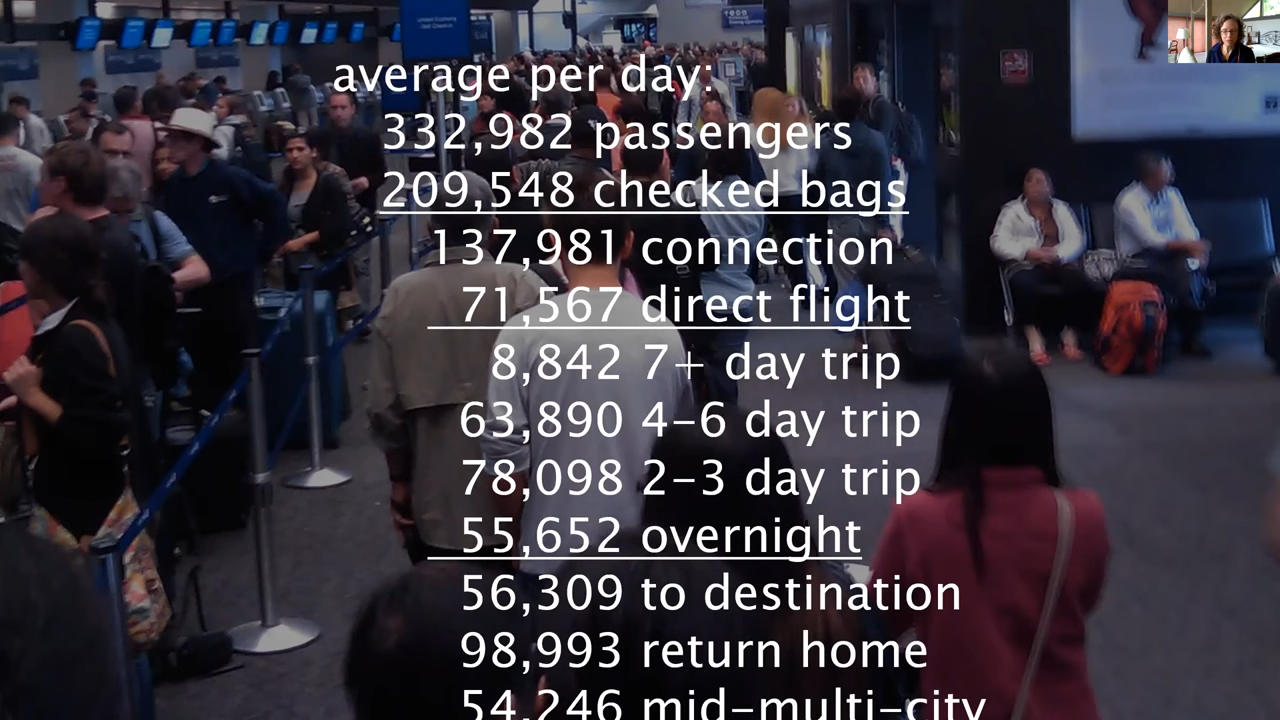 average per day:
332,982 passengers
209,548 checked bags
137,981 connection
71,567 direct flight
8,842 7+ day trip
63,890 4-6 day trip
78,098 2-3 day trip
55,652 overnight
56,309 to destination
98,993 return home
54,246 mid-multi-city